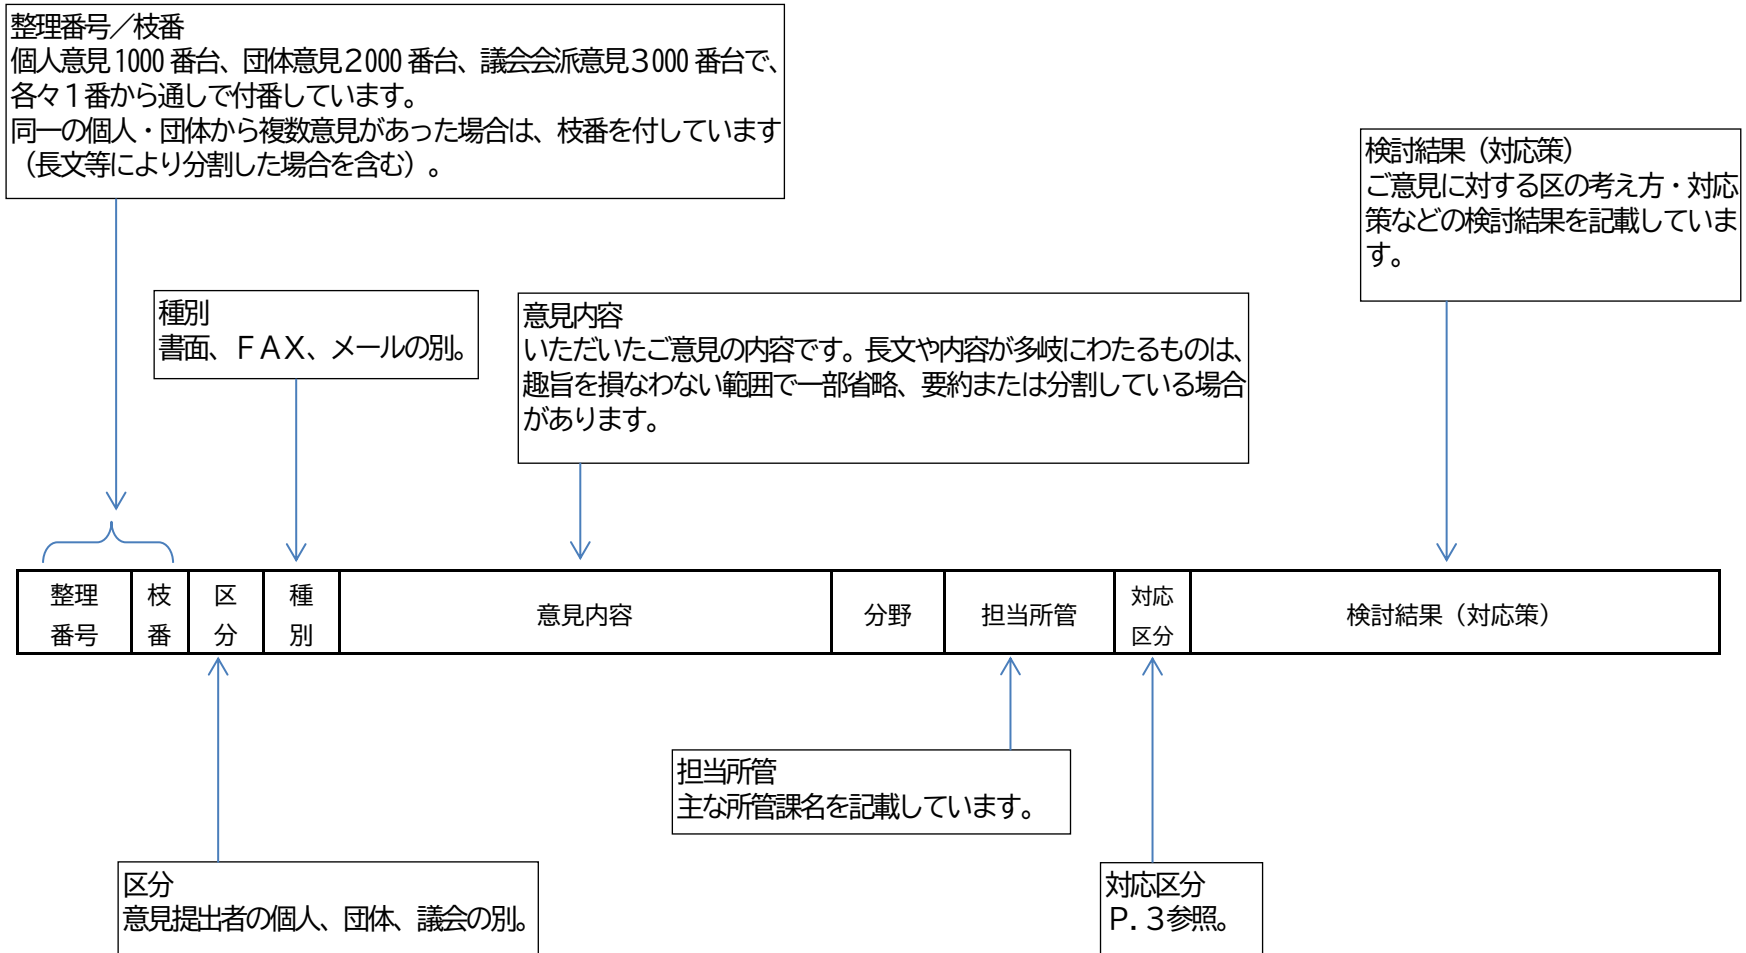 整理番号／枝番
個人意見1000番台、団体意見２000番台、議会会派意見３000番台で、
各々１番から通しで付番しています。
同一の個人・団体から複数意見があった場合は、枝番を付しています
（長文等により分割した場合を含む）。
検討結果（対応策）
ご意見に対する区の考え方・対応
策などの検討結果を記載していま
す。
種別
書面、ＦＡＸ、メールの別。
意見内容
いただいたご意見の内容です。長文や内容が多岐にわたるものは、
趣旨を損なわない範囲で一部省略、要約または分割している場合
があります。
整理
番号
枝
番
区
分
種
別
意見内容
分野
担当所管
対応
区分
検討結果（対応策）
担当所管
主な所管課名を記載しています。
区分
意見提出者の個人、団体、議会の別。
対応区分
Ｐ．３参照。